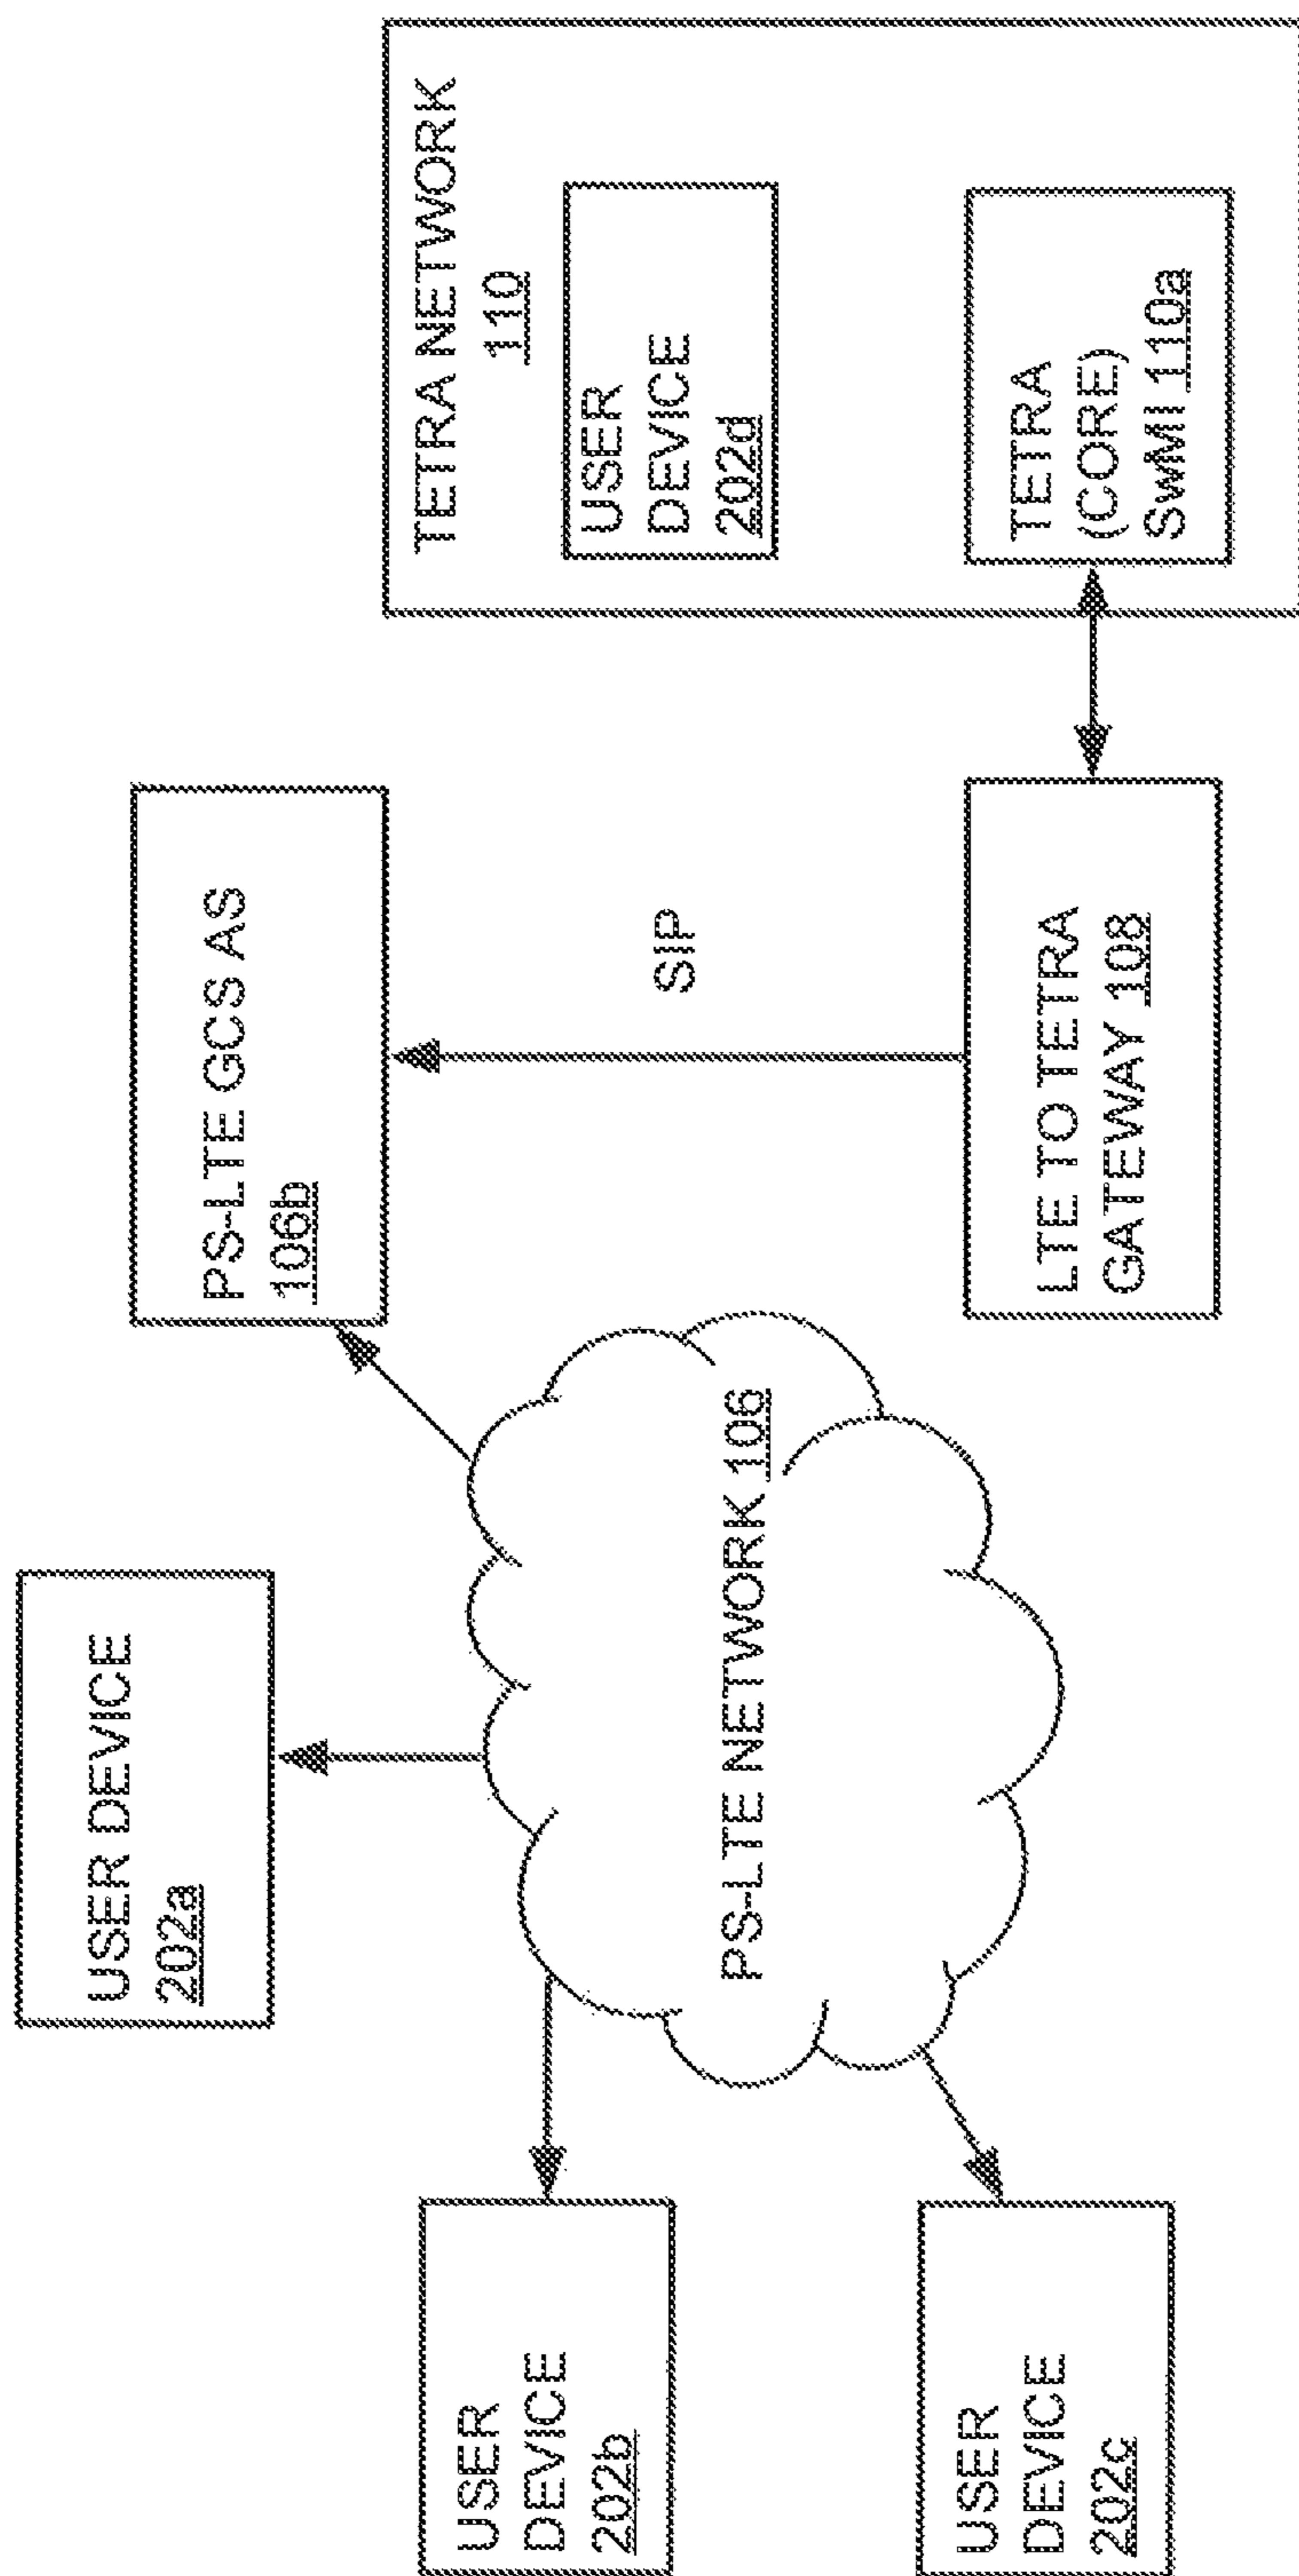 USER DEVICE
202a
PS-LTE GCS AS
106b
TETRA NETWORK
110
USER
DEVICE
202b
USER
DEVICE
202d
SIP
PS-LTE NETWORK 106
USER
DEVICE
202c
LTE TO TETRA
GATEWAY 108
TETRA
(CORE)
SwMI 110a